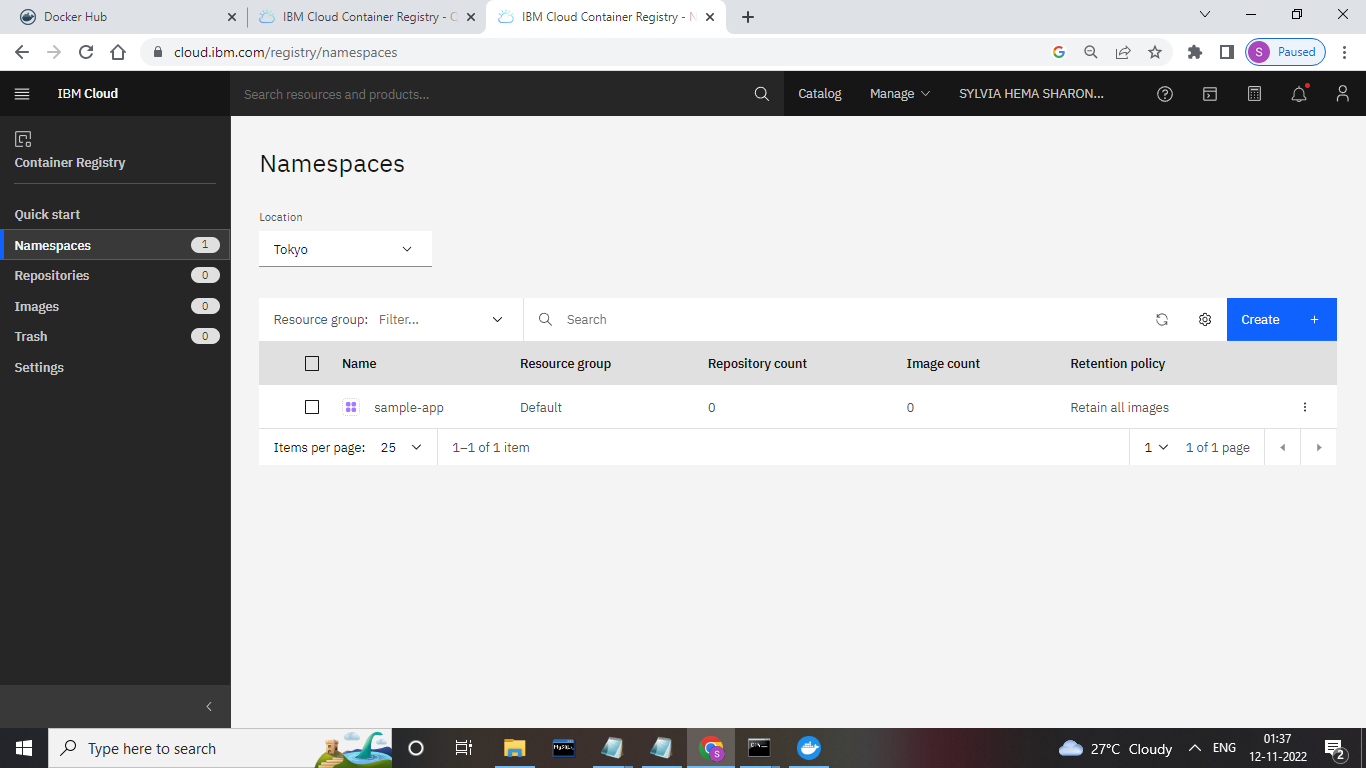 Docker Hub
IBM Cloud Container Registry - Q
IBM Cloud Container Registry - N
cloud.ibm.com/registry/namespaces
S Paused
IBM Cloud
Search resources and products...
Catalog
Manage
SYLVIA HEMA SHARON...
Container Registry
Quick start
Namespaces 1
Repositories 0
Images 0
Trash 0
Settings
Namespaces
Location
Tokyo
Resource group: Filter...
Search
Create +
Name Resource group Repository count Image count Retention policy
sample-app Default 0 0 Retain all images
Items per page: 25 1–1 of 1 item 1 1 of 1 page
Type here to search
MySQL
S
27°C Cloudy
ENG
01:37
12-11-2022
2